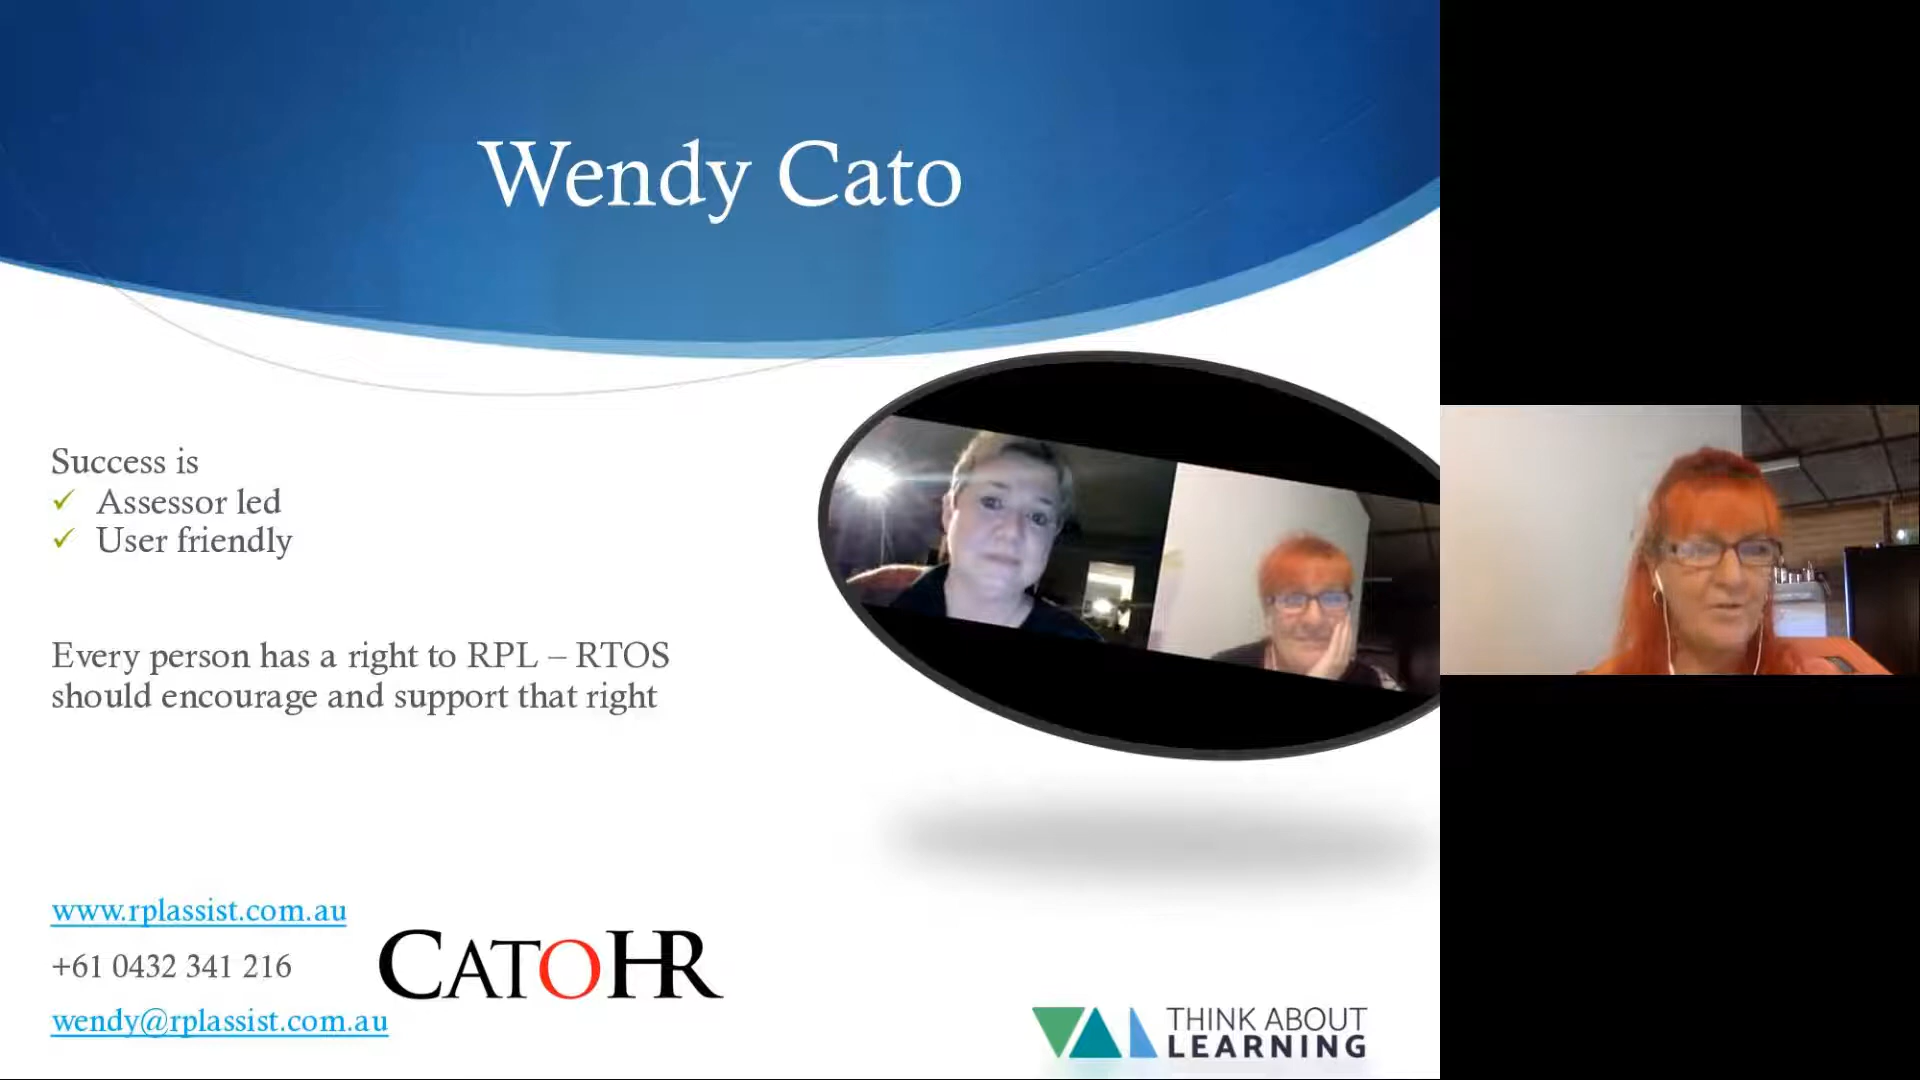 Wendy Cato
Success is
✓ Assessor led
✓ User friendly
Every person has a right to RPL – RTOS
should encourage and support that right
www.rplassist.com.au
+61 0432 341 216
wendy@rplassist.com.au
CATOHR
THINK ABOUT
LEARNING